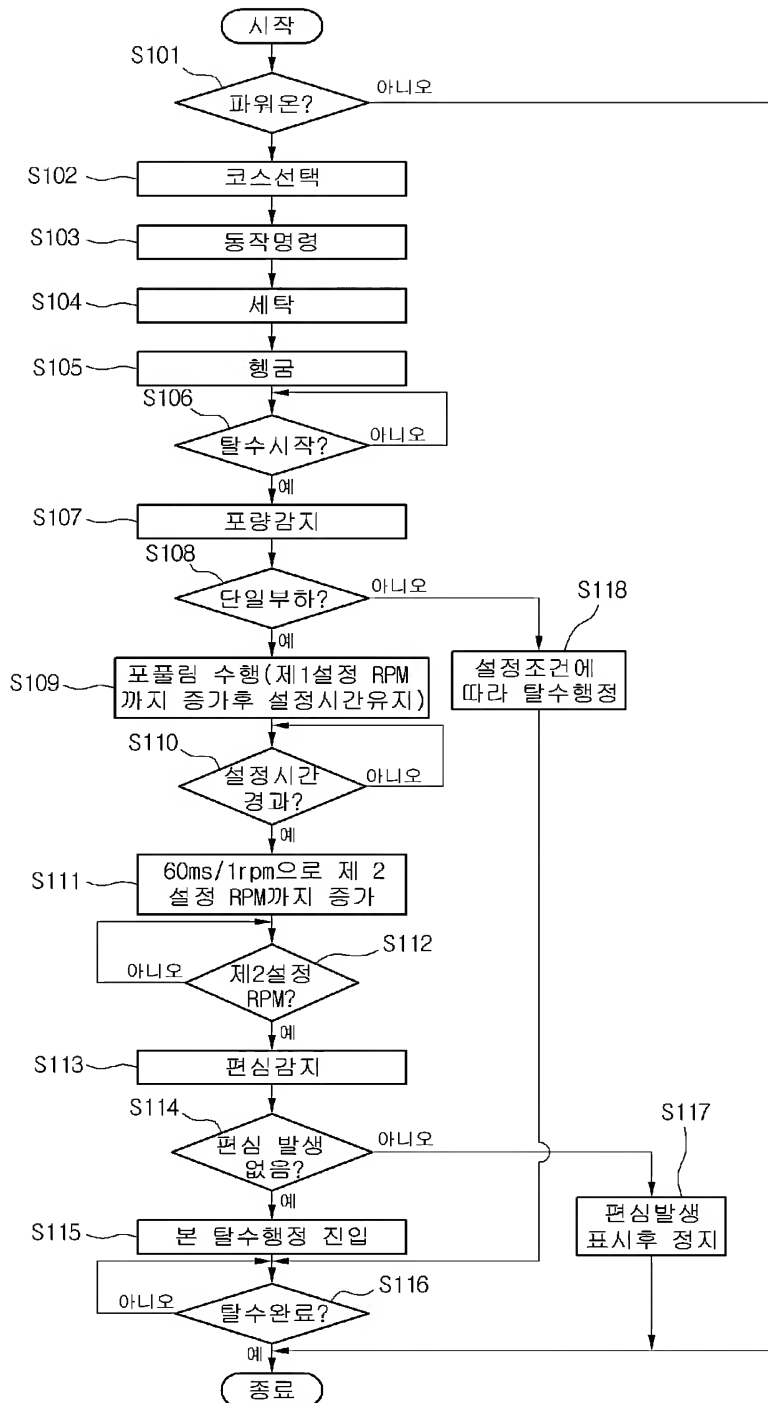 시작
S101
파워온?
아니오
S102
코스선택
S103
동작명령
S104
세탁
S105
헹굼
S106
탈수시작?
아니오
예
S107
포량감지
S108
단일부하?
아니오
예
S118
설정조건에
따라 탈수행정
S109
포풀림 수행(제1설정 RPM
까지 증가후 설정시간유지)
S110
설정시간
경과?
아니오
예
S111
60ms/1rpm으로 제 2
설정 RPM까지 증가
S112
제2설정
RPM?
아니오
예
S113
편심감지
S114
편심 발생
없음?
아니오
예
S117
편심발생
표시후 정지
S115
본 탈수행정 진입
S116
탈수완료?
아니오
예
종료